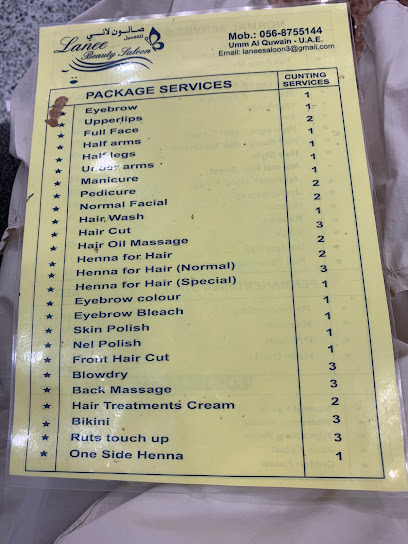 صالون لاني
Lanee
Beauty Saloon
Mob.: 056-8755144
Umm Al Quwain - U.A.E.
Email: laneesaloon3@gmail.com
PACKAGE SERVICES CUNTING SERVICES
★ Eyebrow 1
★ Upperlips 1
★ Full Face 2
★ Half arms 1
★ Half legs 1
★ Under arms 1
★ Manicure 1
★ Pedicure 2
★ Normal Facial 2
★ Hair Wash 1
★ Hair Cut 3
★ Hair Oil Massage 2
★ Henna for Hair 2
★ Henna for Hair (Normal) 2
★ Henna for Hair (Special) 3
★ Eyebrow colour 1
★ Eyebrow Bleach 1
★ Skin Polish 1
★ Nel Polish 1
★ Front Hair Cut 1
★ Blowdry 3
★ Back Massage 3
★ Hair Treatments Cream 2
★ Bikini 3
★ Ruts touch up 3
★ One Side Henna 1